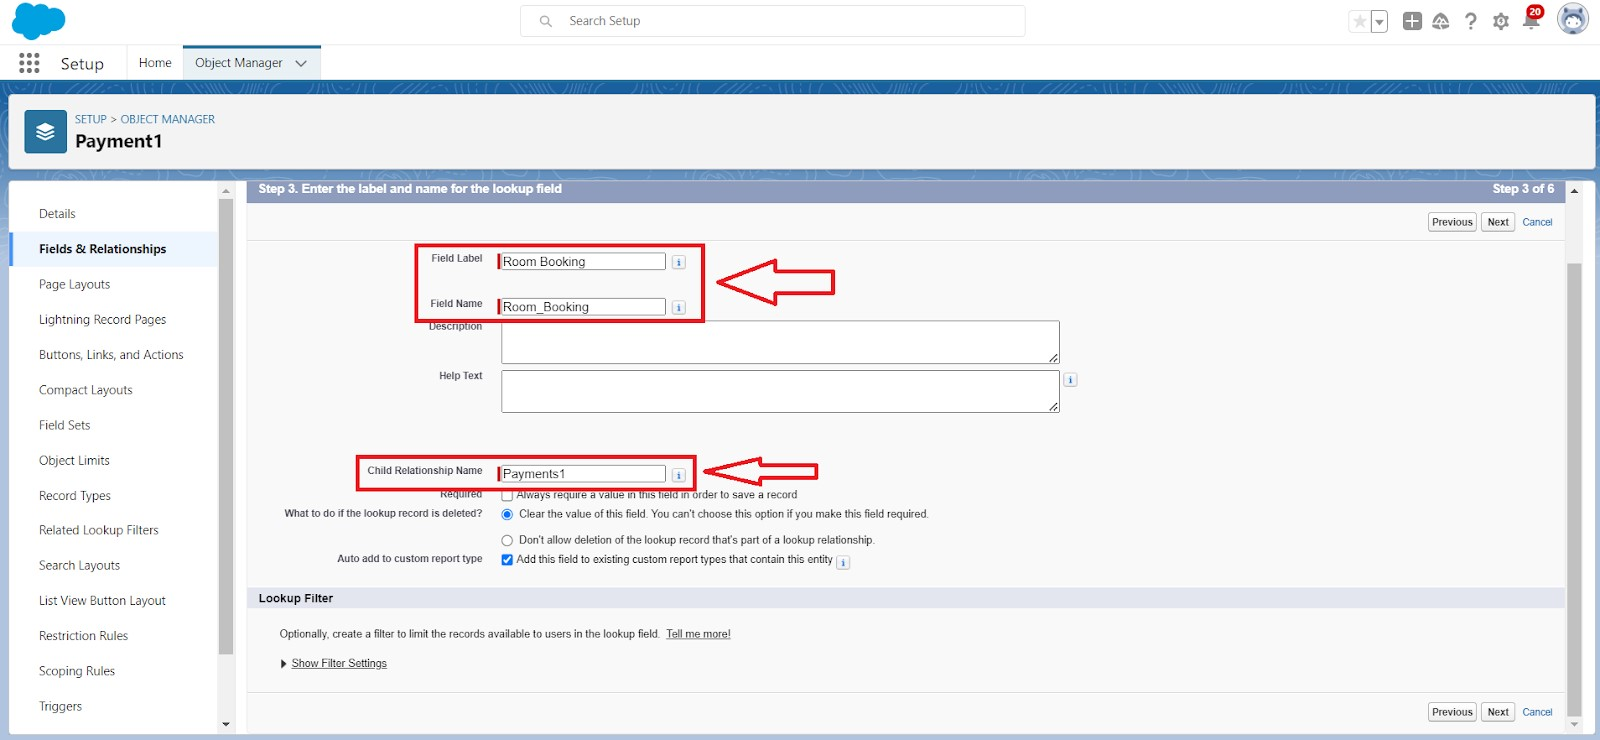 Search Setup
20
Setup
Home
Object Manager
SETUP > OBJECT MANAGER
Payment1
Details
Fields & Relationships
Page Layouts
Lightning Record Pages
Buttons, Links, and Actions
Compact Layouts
Field Sets
Object Limits
Record Types
Related Lookup Filters
Search Layouts
List View Button Layout
Restriction Rules
Scoping Rules
Triggers
Step 3. Enter the label and name for the lookup field Step 3 of 6
Previous Next Cancel
Field Label Room Booking i
Field Name Room_Booking i
Description
Help Text i
Child Relationship Name Payments1 i
Required Always require a value in this field in order to save a record
What to do if the lookup record is deleted? Clear the value of this field. You can't choose this option if you make this field required.
Don't allow deletion of the lookup record that's part of a lookup relationship.
Auto add to custom report type Add this field to existing custom report types that contain this entity i
Lookup Filter
Optionally, create a filter to limit the records available to users in the lookup field. Tell me more!
Show Filter Settings
Previous Next Cancel